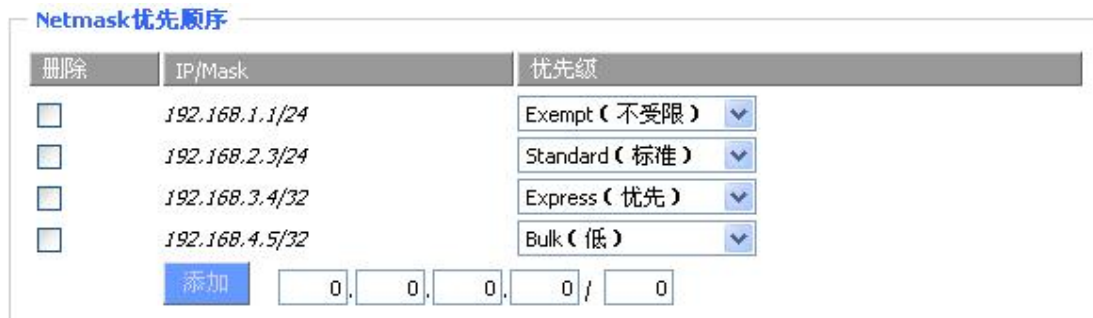 Netmask优先顺序
删除 IP/Mask 优先级
192.168.1.1/24 Exempt（不受限）
192.168.2.3/24 Standard（标准）
192.168.3.4/32 Express（优先）
192.168.4.5/32 Bulk（低）
添加 0.0.0.0/0